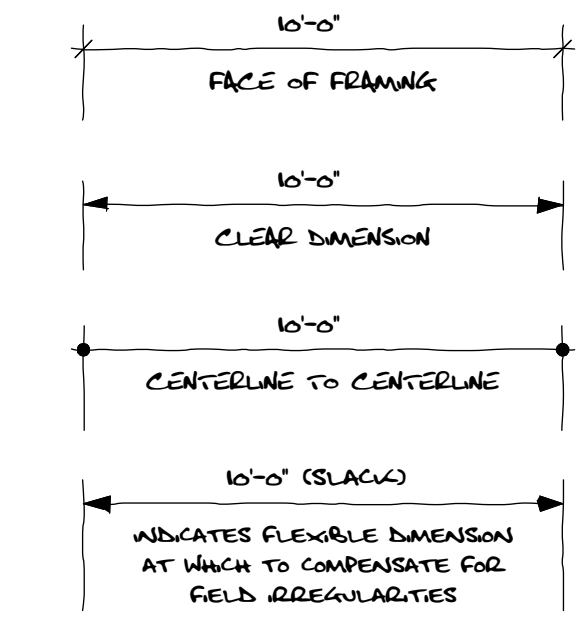 10'-0"
FACE OF FRAMING
10'-0"
CLEAR DIMENSION
10'-0"
CENTERLINE TO CENTERLINE
10'-0" (SLACK)
INDICATES FLEXIBLE DIMENSION
AT WHICH TO COMPENSATE FOR
FIELD IRREGULARITIES